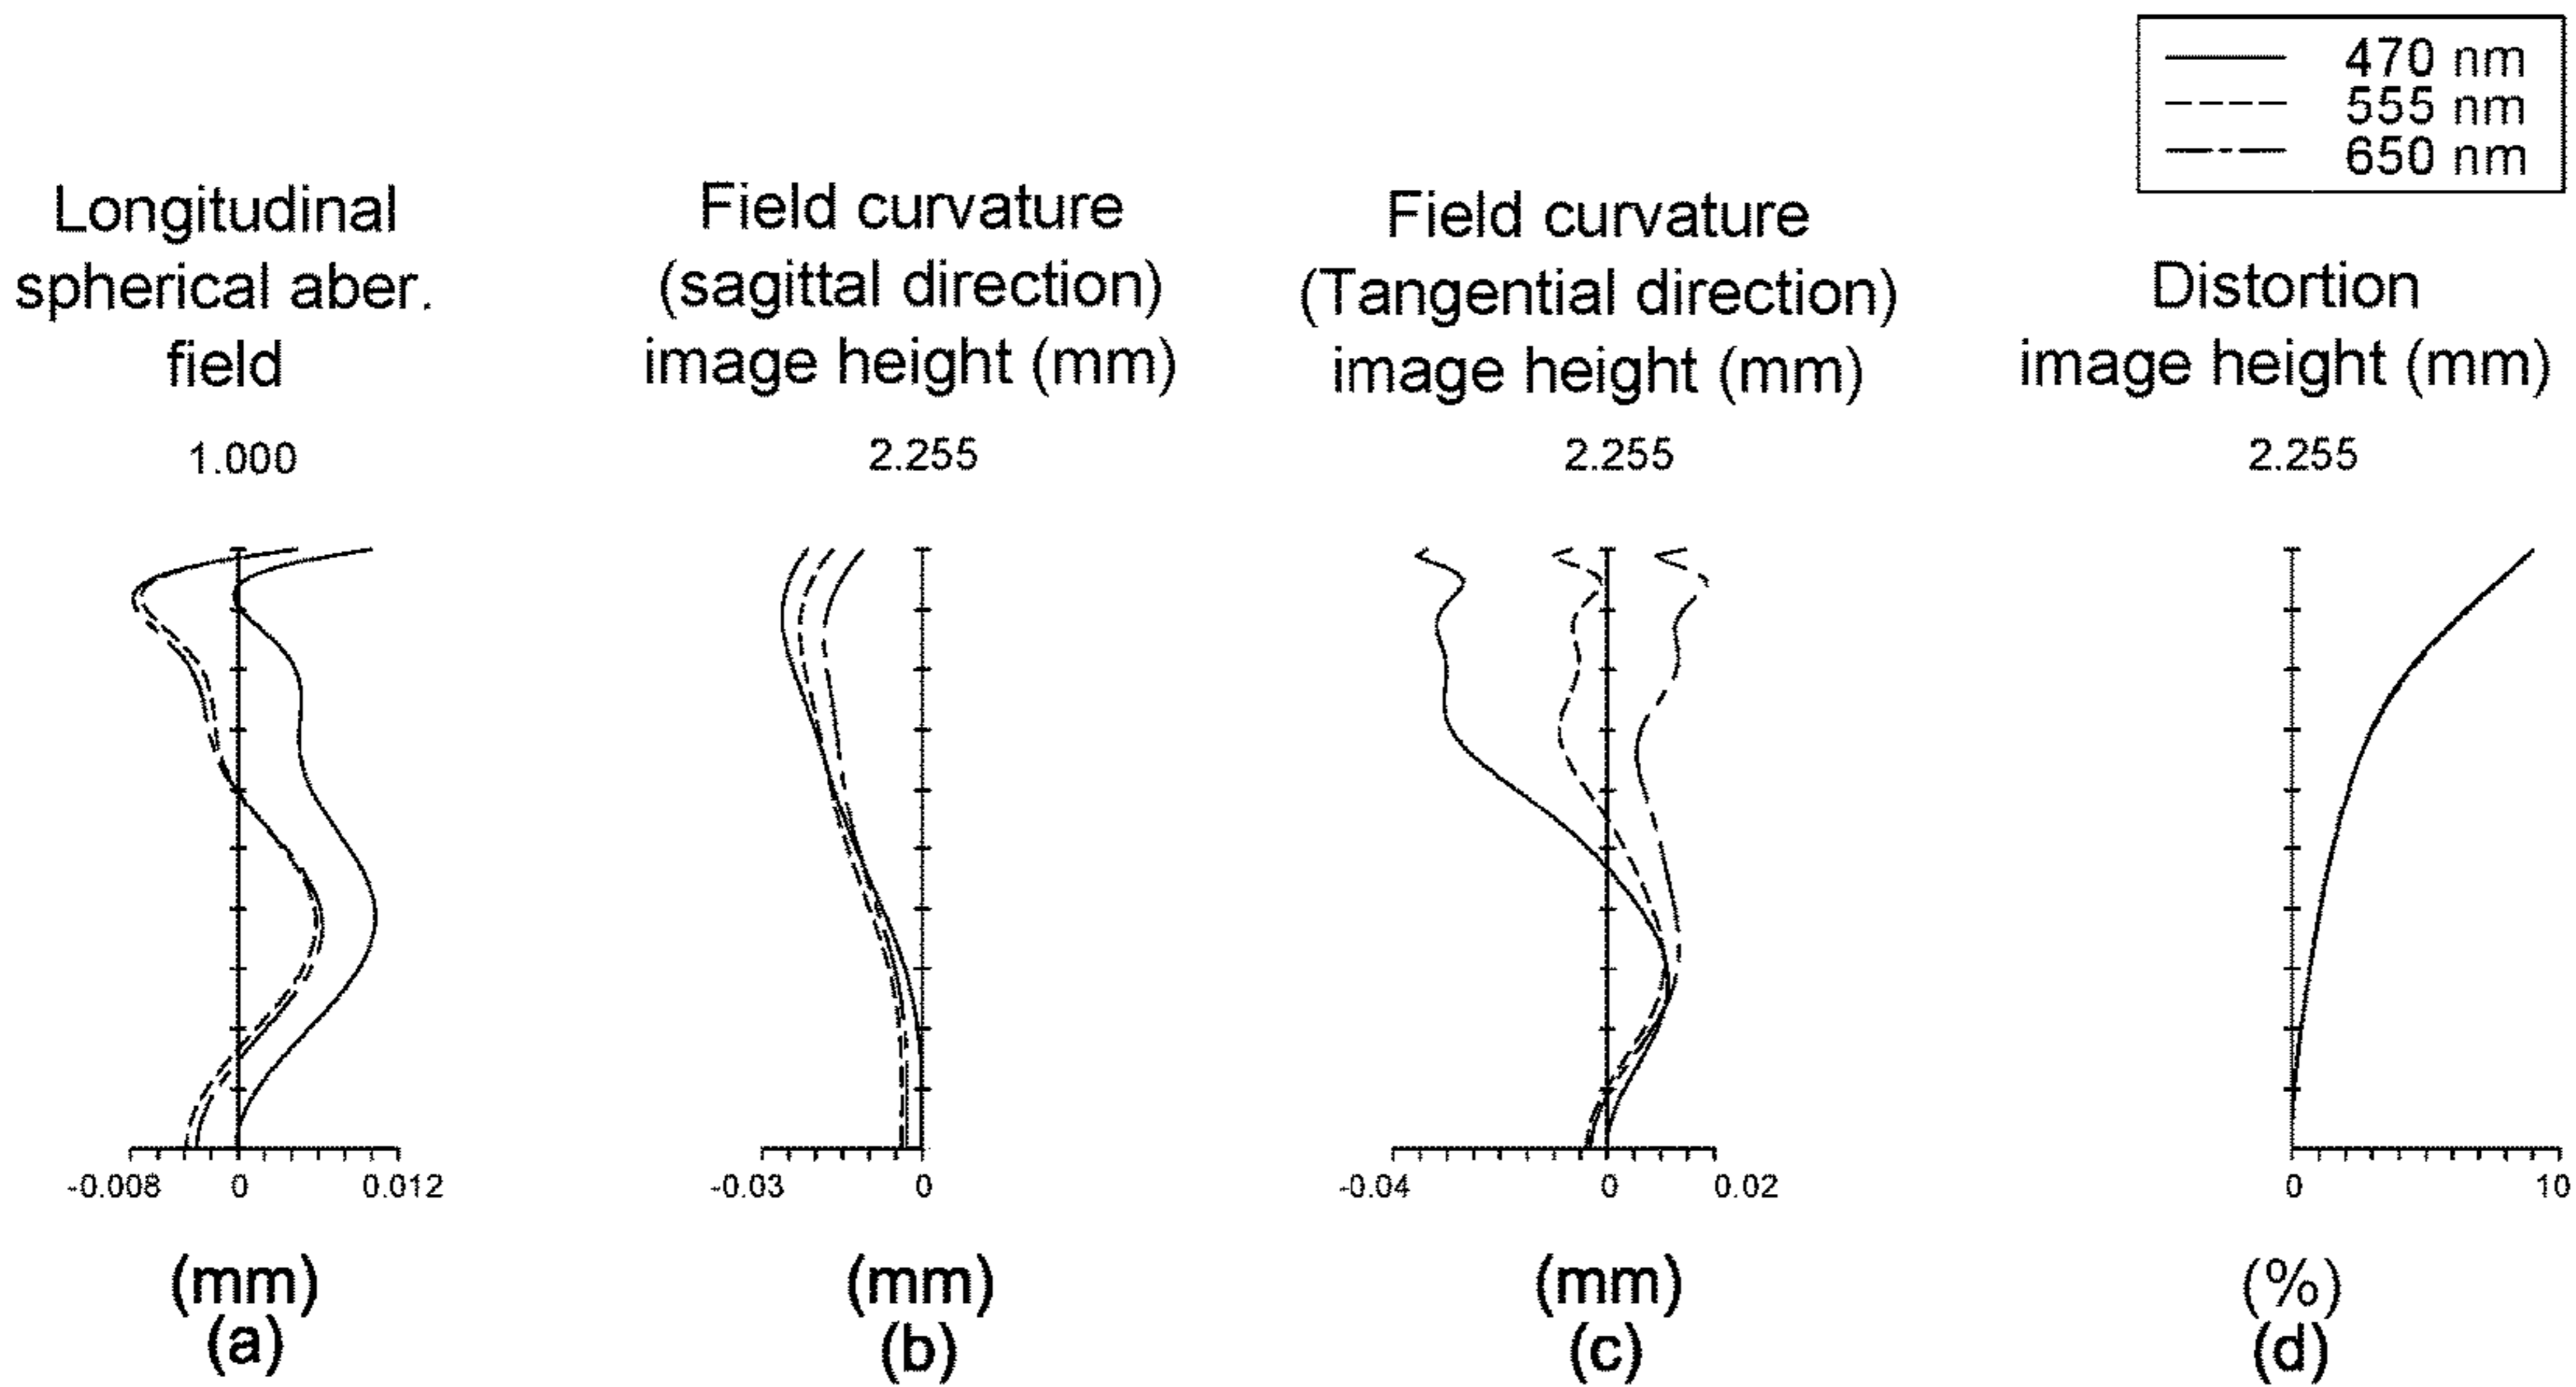 470 nm
555 nm
650 nm
Longitudinal
spherical aber.
field
1.000
-0.008 0 0.012
(mm)
(a)
Field curvature
(sagittal direction)
image height (mm)
2.255
-0.03 0
(mm)
(b)
Field curvature
(Tangential direction)
image height (mm)
2.255
-0.04 0 0.02
(mm)
(c)
Distortion
image height (mm)
2.255
0 10
(%)
(d)